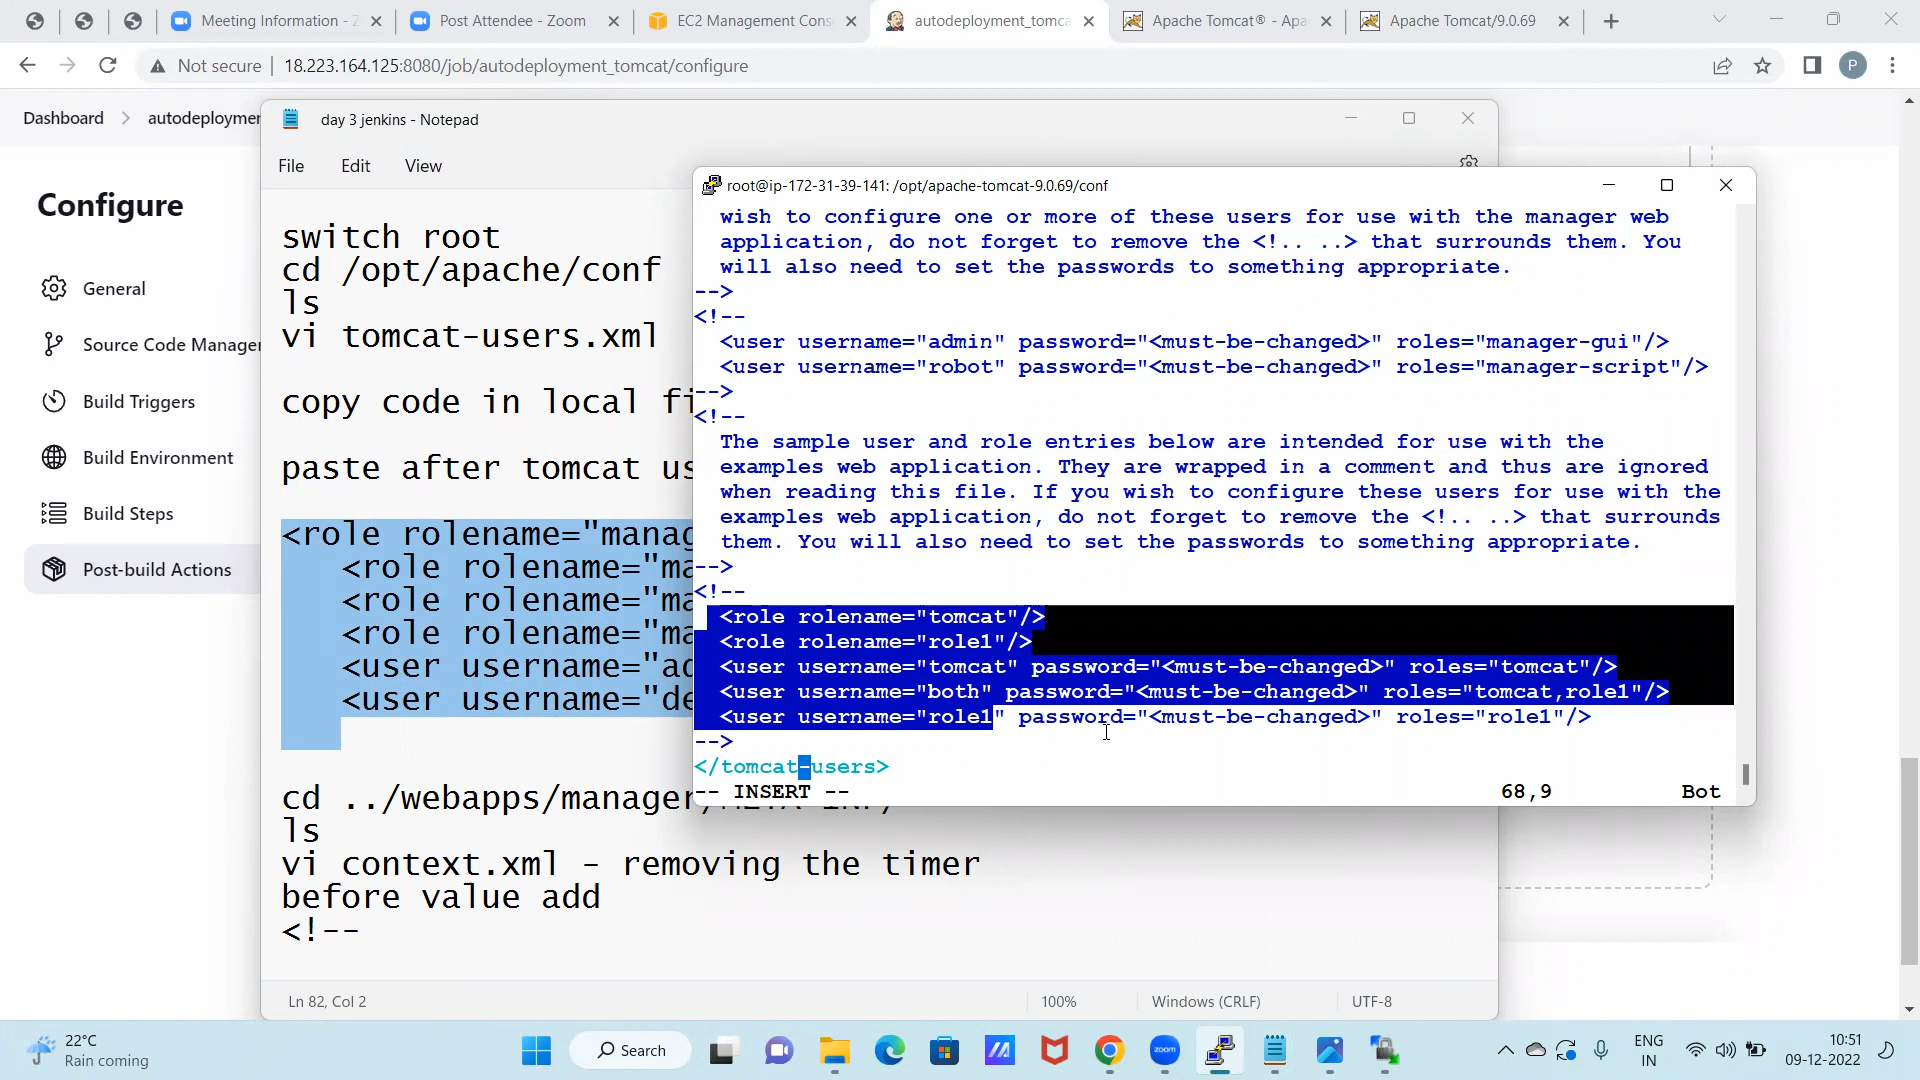 Meeting Information - Z
Post Attendee - Zoom
EC2 Management Cons
autodeployment_tomca
Apache Tomcat® - Apa
Apache Tomcat/9.0.69
Not secure
18.223.164.125:8080/job/autodeployment_tomcat/configure
P
Dashboard
autodeploymen
Configure
General
Source Code Manager
Build Triggers
Build Environment
Build Steps
Post-build Actions
day 3 jenkins - Notepad
File
Edit
View
switch root
cd /opt/apache/conf
ls
vi tomcat-users.xml
copy code in local fi
paste after tomcat us
<role rolename="manag
<role rolename="ma
<role rolename="ma
<role rolename="ma
<user username="ad
<user username="de
cd ../webapps/manager/META-INF/
ls
vi context.xml - removing the timer
before value add
<!--
Ln 82, Col 2
100%
Windows (CRLF)
UTF-8
root@ip-172-31-39-141: /opt/apache-tomcat-9.0.69/conf
wish to configure one or more of these users for use with the manager web
application, do not forget to remove the <!.. ..> that surrounds them. You
will also need to set the passwords to something appropriate.
-->
<!--
<user username="admin" password="<must-be-changed>" roles="manager-gui"/>
<user username="robot" password="<must-be-changed>" roles="manager-script"/>
-->
<!--
The sample user and role entries below are intended for use with the
examples web application. They are wrapped in a comment and thus are ignored
when reading this file. If you wish to configure these users for use with the
examples web application, do not forget to remove the <!.. ..> that surrounds
them. You will also need to set the passwords to something appropriate.
-->
<!--
<role rolename="tomcat"/>
<role rolename="role1"/>
<user username="tomcat" password="<must-be-changed>" roles="tomcat"/>
<user username="both" password="<must-be-changed>" roles="tomcat,role1"/>
<user username="role1" password="<must-be-changed>" roles="role1"/>
-->
</tomcat-users>
-- INSERT --
68,9
Bot
22°C
Rain coming
Search
zoom
ENG
IN
10:51
09-12-2022